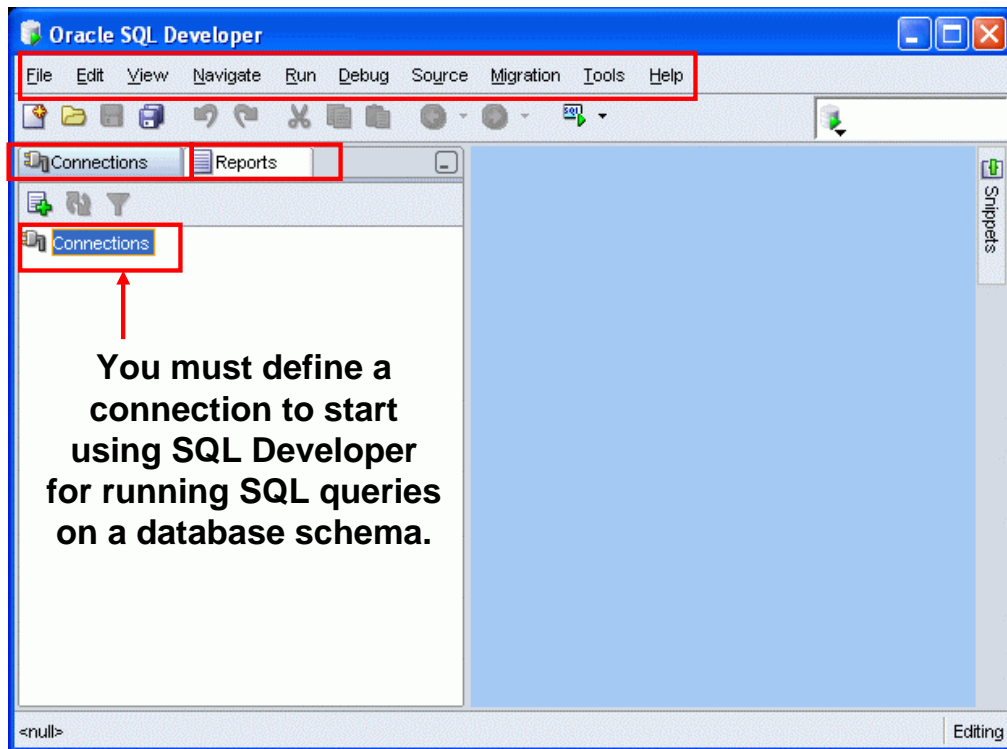 Oracle SQL Developer
File Edit View Navigate Run Debug Source Migration Tools Help
SQL
Connections Reports
Connections
You must define a
connection to start
using SQL Developer
for running SQL queries
on a database schema.
Snippets
<null>
Editing